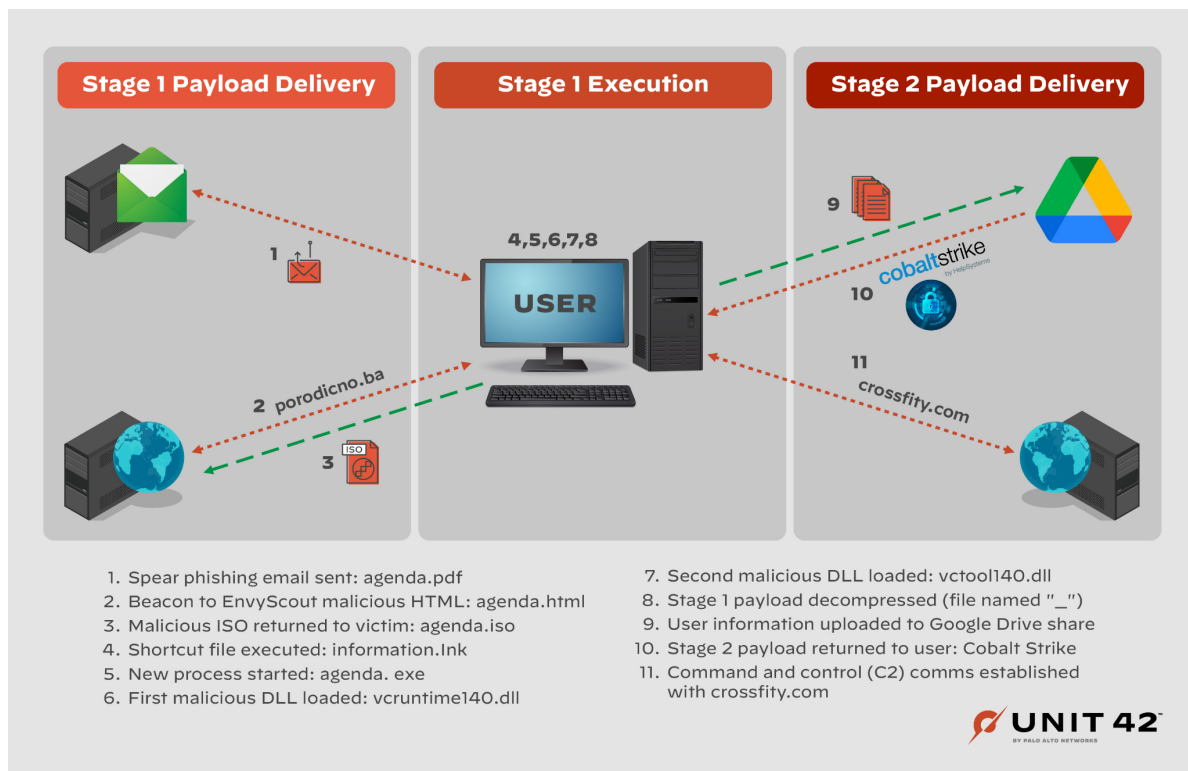 Stage 1 Payload Delivery
Stage 1 Execution
Stage 2 Payload Delivery
1
4,5,6,7,8
USER
9
cobaltstrike
by HelpSystems
10
2 porodicno.ba
3
ISO
11
crossfity.com
1. Spear phishing email sent: agenda.pdf
2. Beacon to EnvyScout malicious HTML: agenda.html
3. Malicious ISO returned to victim: agenda.iso
4. Shortcut file executed: information.lnk
5. New process started: agenda. exe
6. First malicious DLL loaded: vcruntime140.dll
7. Second malicious DLL loaded: vctool140.dll
8. Stage 1 payload decompressed (file named "_")
9. User information uploaded to Google Drive share
10. Stage 2 payload returned to user: Cobalt Strike
11. Command and control (C2) comms established
with crossfity.com
UNIT 42™
BY PALO ALTO NETWORKS